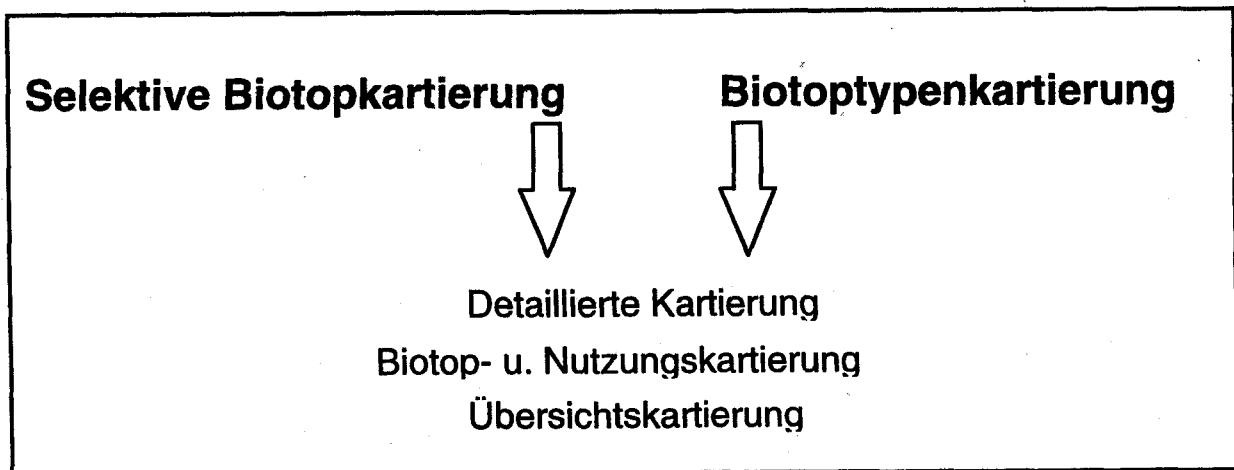 Selektive Biotopkartierung Biotoptypenkartierung
Detaillierte Kartierung
Biotop- u. Nutzungskartierung
Übersichtskartierung